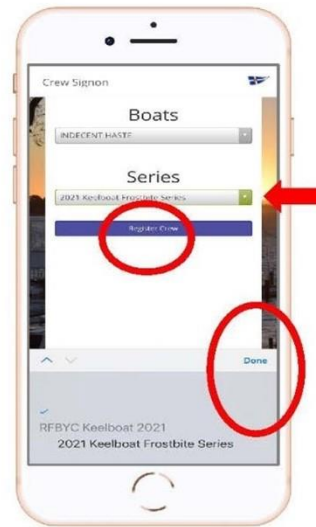 Crew Signon
Boats
INDECENT HASTE
Series
2021 Keelboat Frostbite Series
Register Crew
Done
RFBYC Keelboat 2021
2021 Keelboat Frostbite Series